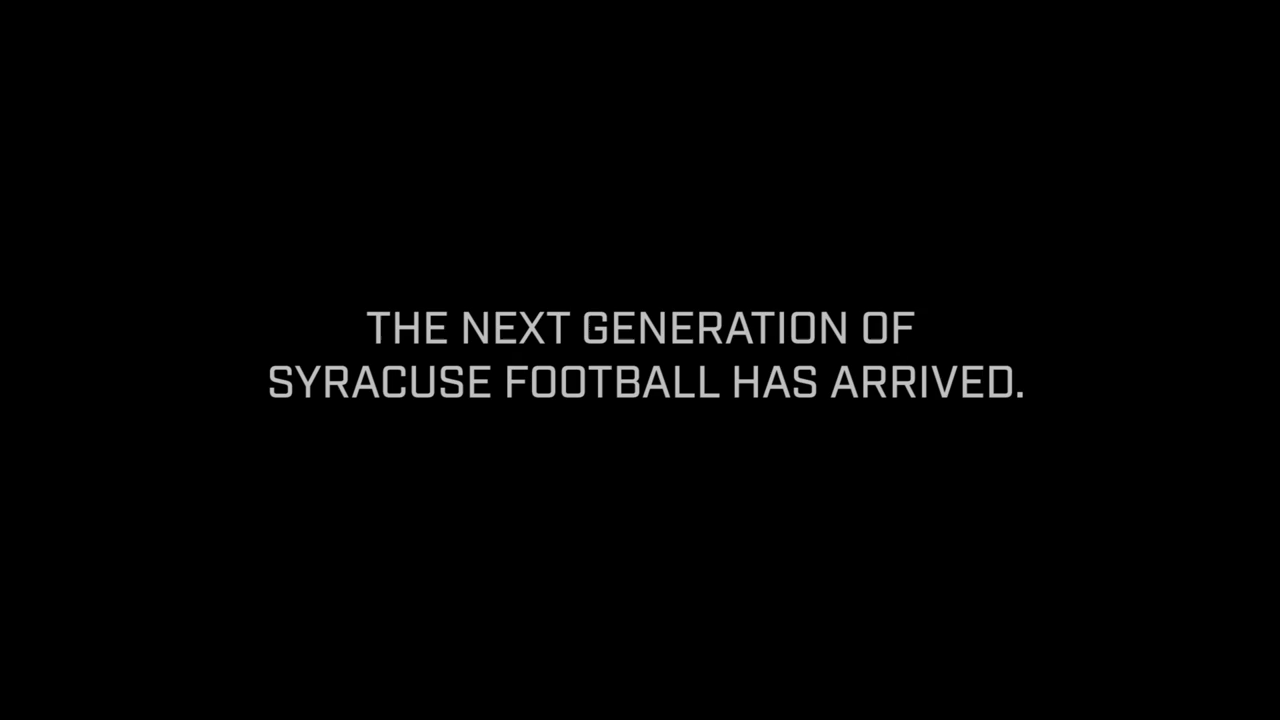 THE NEXT GENERATION OF
SYRACUSE FOOTBALL HAS ARRIVED.